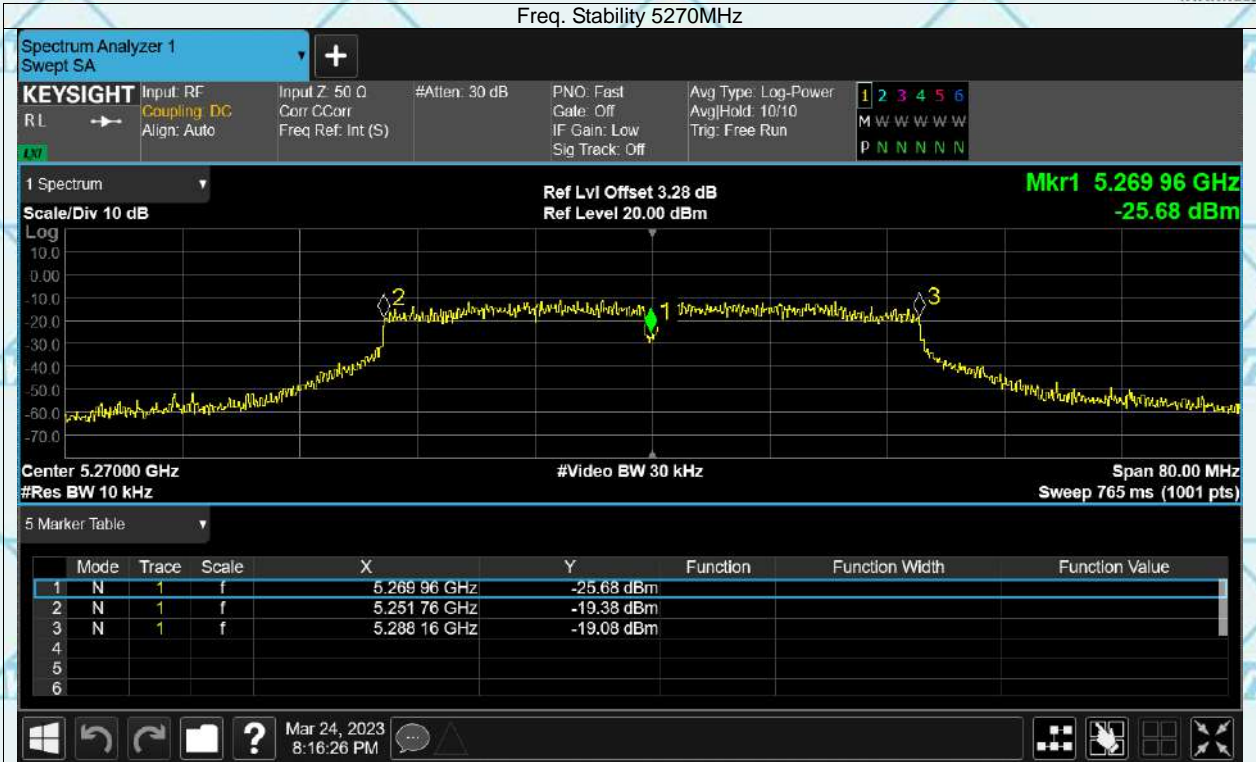 Freq. Stability 5270MHz
Spectrum Analyzer 1
Swept SA
+
KEYSIGHT
RL
LXI
Input: RF
Coupling: DC
Align: Auto
Input Z: 50 Ω
Corr CCorr
Freq Ref: Int (S)
#Atten: 30 dB
PNO: Fast
Gate: Off
IF Gain: Low
Sig Track: Off
Avg Type: Log-Power
Avg|Hold: 10/10
Trig: Free Run
1 2 3 4 5 6
M W W W W W
P N N N N N
1 Spectrum
Scale/Div 10 dB
Ref Lvl Offset 3.28 dB
Ref Level 20.00 dBm
Mkr1 5.269 96 GHz
-25.68 dBm
Log
10.0
0.00
-10.0
-20.0
-30.0
-40.0
-50.0
-60.0
-70.0
2
1
3
Center 5.27000 GHz
#Res BW 10 kHz
#Video BW 30 kHz
Span 80.00 MHz
Sweep 765 ms (1001 pts)
5 Marker Table
Mode Trace Scale X Y Function Function Width Function Value
1 N 1 f 5.269 96 GHz -25.68 dBm
2 N 1 f 5.251 76 GHz -19.38 dBm
3 N 1 f 5.288 16 GHz -19.08 dBm
4
5
6
?
Mar 24, 2023
8:16:26 PM